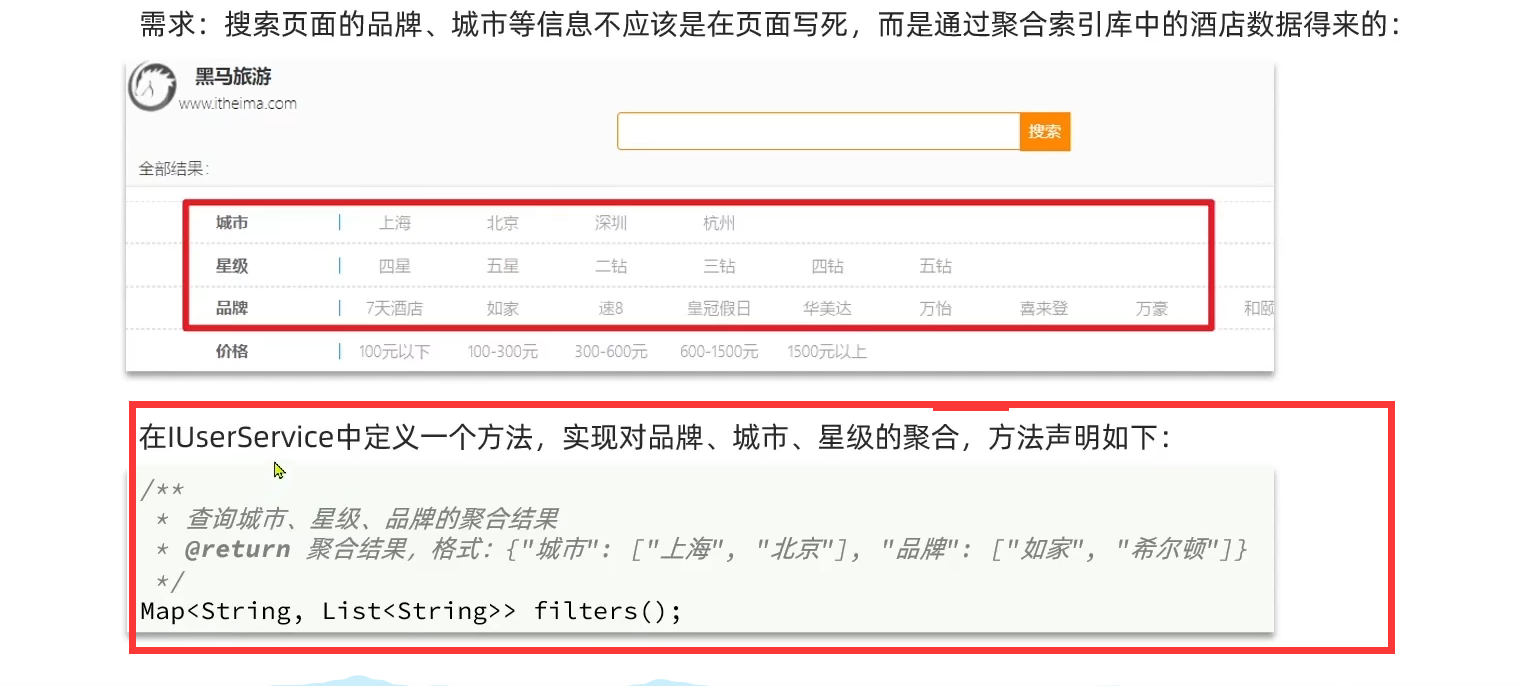 需求：搜索页面的品牌、城市等信息不应该是在页面写死，而是通过聚合索引库中的酒店数据得来的：
黑马旅游
www.itheima.com
搜索
全部结果：
城市 上海 北京 深圳 杭州
星级 四星 五星 二钻 三钻 四钻 五钻
品牌 7天酒店 如家 速8 皇冠假日 华美达 万怡 喜来登 万豪 和颐
价格 100元以下 100-300元 300-600元 600-1500元 1500元以上
在IUserService中定义一个方法，实现对品牌、城市、星级的聚合，方法声明如下：
/**
* 查询城市、星级、品牌的聚合结果
* @return 聚合结果，格式：{"城市": ["上海", "北京"], "品牌": ["如家", "希尔顿"]}
*/
Map<String, List<String>> filters();